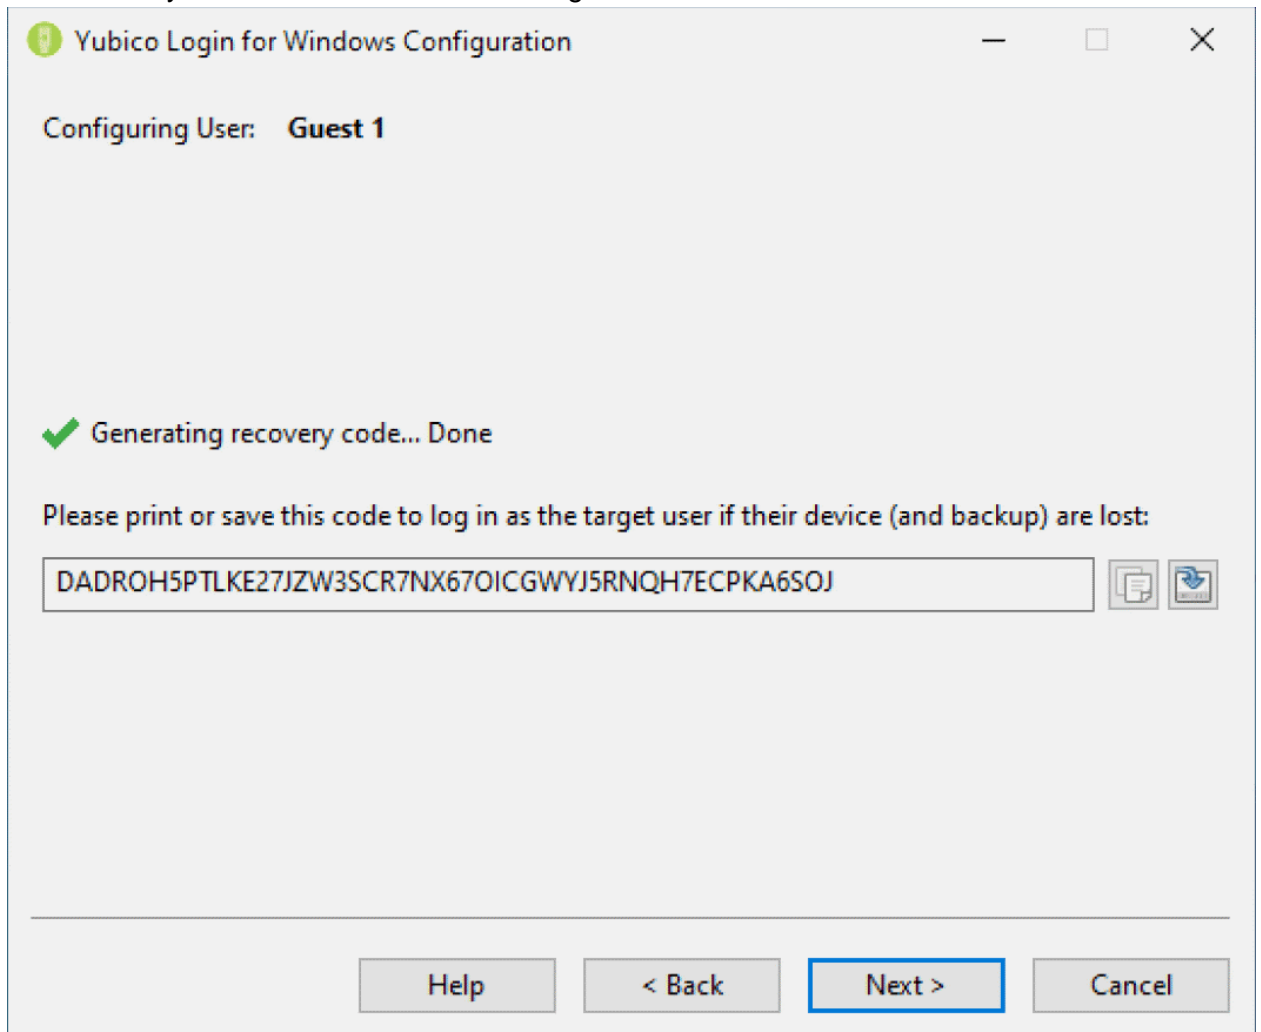 Yubico Login for Windows Configuration
Configuring User: Guest 1
Generating recovery code... Done
Please print or save this code to log in as the target user if their device (and backup) are lost:
DADROH5PTLKE27JZW3SCR7NX67OICGWYJ5RNQH7ECPKA6SOJ
Help
< Back
Next >
Cancel